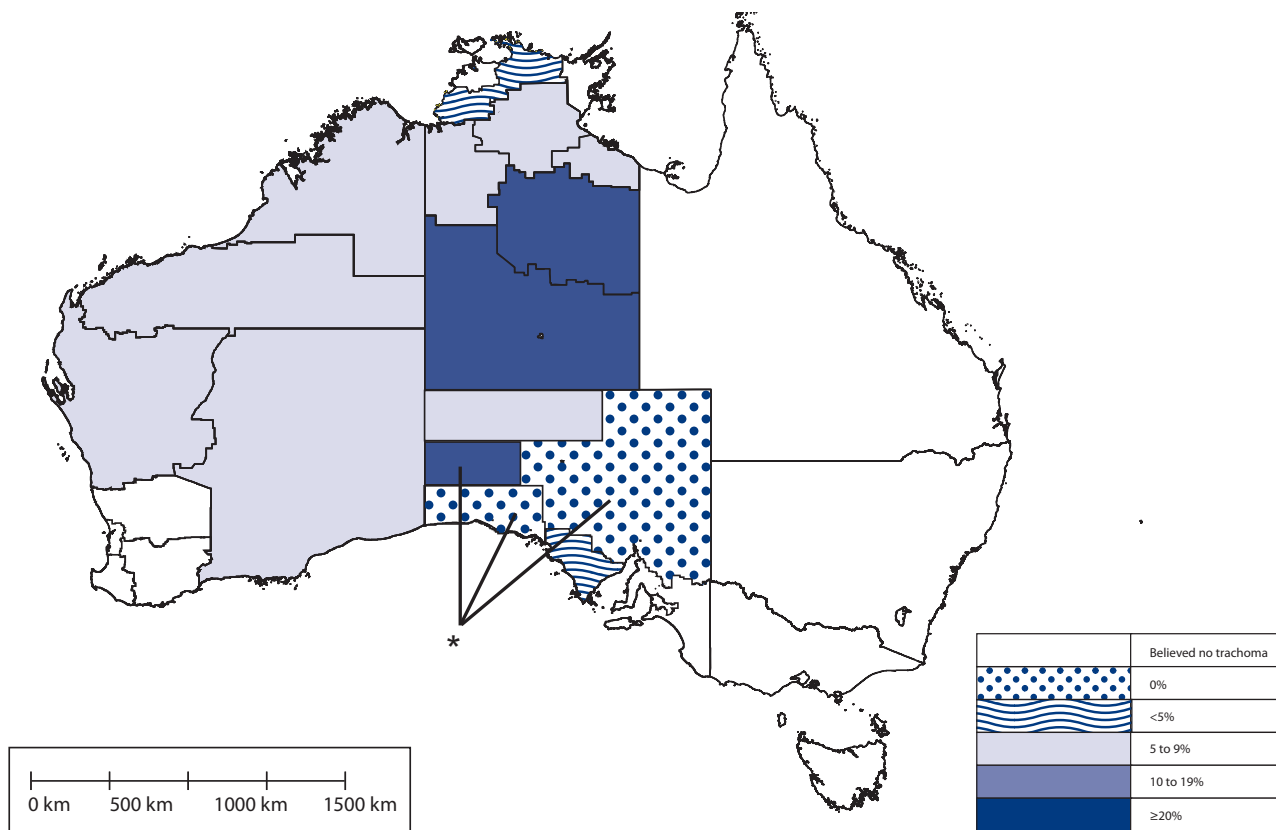 *
Believed no trachoma
0%
<5%
5 to 9%
10 to 19%
≥20%
0 km 500 km 1000 km 1500 km